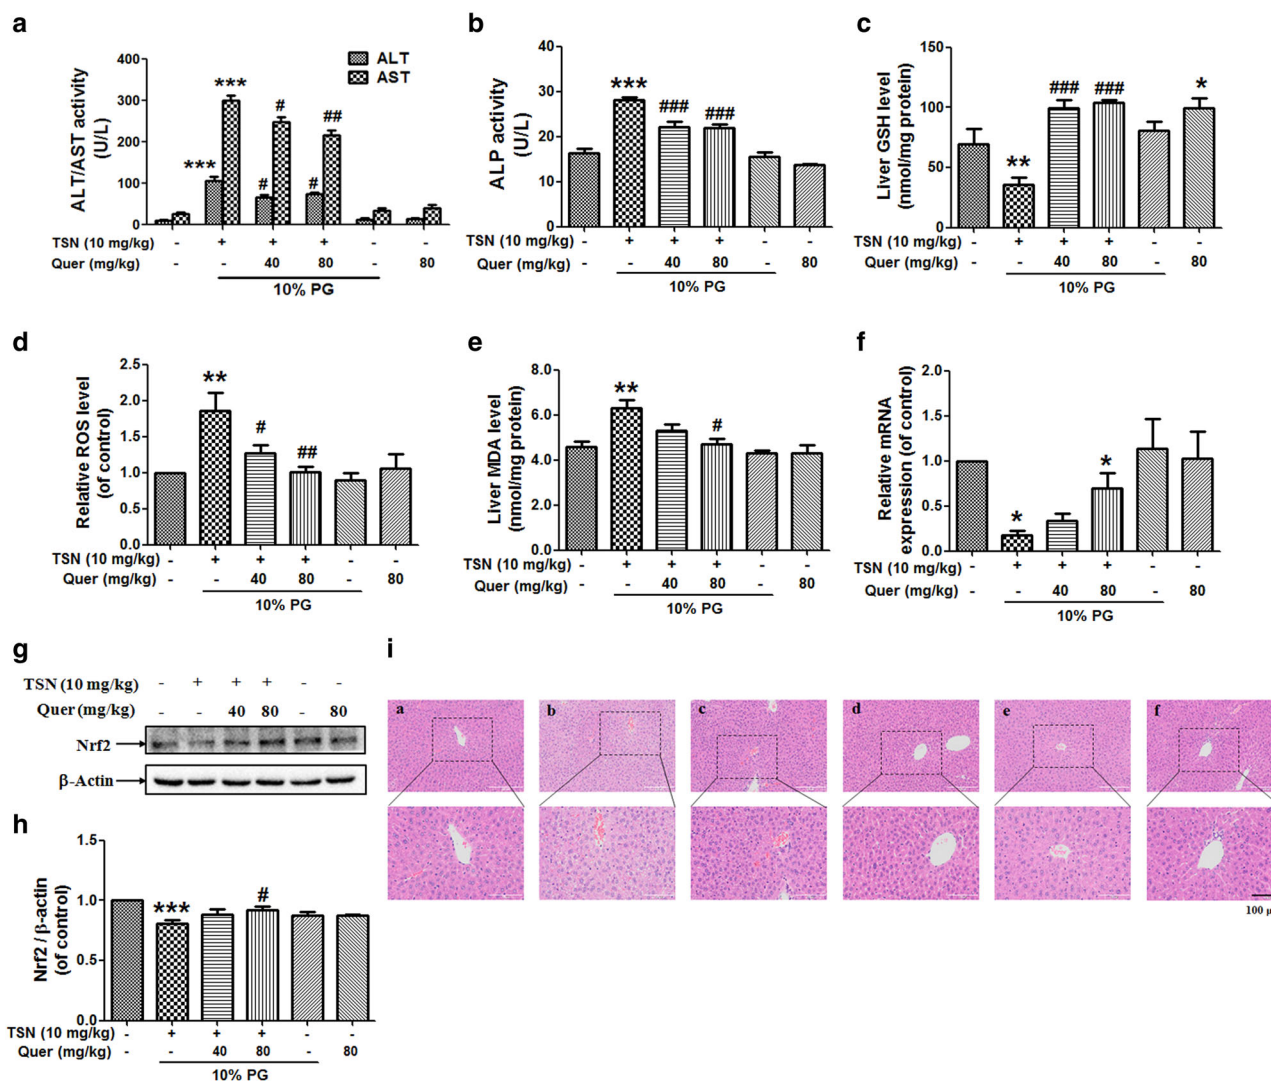 a
ALT/AST activity
(U/L)
400
300
200
100
0
ALT
AST
***
***
#
#
##
#
TSN (10 mg/kg) - + + + - -
Quer (mg/kg) - - 40 80 - 80
10% PG
b
ALP activity
(U/L)
40
30
20
10
0
***
###
###
TSN (10 mg/kg) - + + + - -
Quer (mg/kg) - - 40 80 - 80
10% PG
c
Liver GSH level
(nmol/mg protein)
150
100
50
0
**
###
###
*
TSN (10 mg/kg) - + + + - -
Quer (mg/kg) - - 40 80 - 80
10% PG
d
Relative ROS level
(of control)
2.5
2.0
1.5
1.0
0.5
0.0
**
#
##
TSN (10 mg/kg) - + + + - -
Quer (mg/kg) - - 40 80 - 80
10% PG
e
Liver MDA level
(nmol/mg protein)
8.0
6.0
4.0
2.0
0.0
**
#
TSN (10 mg/kg) - + + + - -
Quer (mg/kg) - - 40 80 - 80
10% PG
f
Relative mRNA
expression (of control)
2.0
1.5
1.0
0.5
0.0
*
*
TSN (10 mg/kg) - + + + - -
Quer (mg/kg) - - 40 80 - 80
10% PG
g
TSN (10 mg/kg) - + + + - -
Quer (mg/kg) - - 40 80 - 80
Nrf2
β-Actin
h
Nrf2 / β-actin
(of control)
1.5
1.0
0.5
0.0
***
#
TSN (10 mg/kg) - + + + - -
Quer (mg/kg) - - 40 80 - 80
10% PG
i
a b c d e f
100 μ